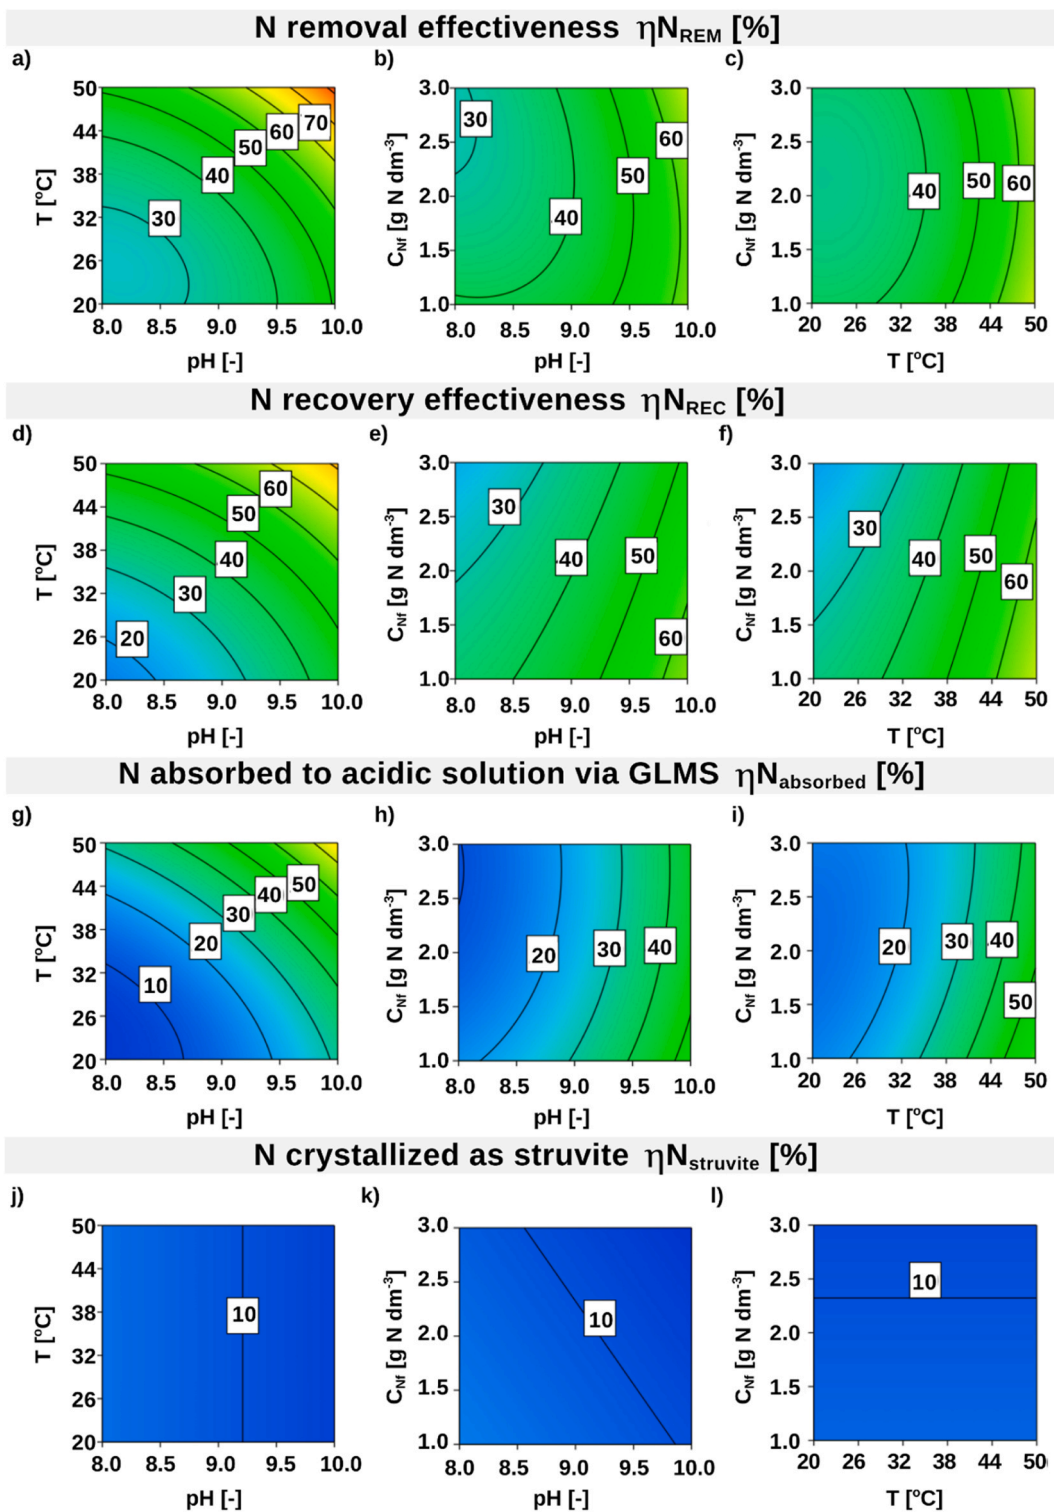 N removal effectiveness ηN_REM [%]
a)
b)
c)
50
44
38
32
26
20
T [°C]
30
40
50
60
70
8.0 8.5 9.0 9.5 10.0
pH [-]
3.0
2.5
2.0
1.5
1.0
C_Nf [g N dm⁻³]
30
40
50
60
8.0 8.5 9.0 9.5 10.0
pH [-]
3.0
2.5
2.0
1.5
1.0
C_Nf [g N dm⁻³]
40
50
60
20 26 32 38 44 50
T [°C]
N recovery effectiveness ηN_REC [%]
d)
e)
f)
50
44
38
32
26
20
T [°C]
20
30
40
50
60
8.0 8.5 9.0 9.5 10.0
pH [-]
3.0
2.5
2.0
1.5
1.0
C_Nf [g N dm⁻³]
30
40
50
60
8.0 8.5 9.0 9.5 10.0
pH [-]
3.0
2.5
2.0
1.5
1.0
C_Nf [g N dm⁻³]
30
40
50
60
20 26 32 38 44 50
T [°C]
N absorbed to acidic solution via GLMS ηN_absorbed [%]
g)
h)
i)
50
44
38
32
26
20
T [°C]
10
20
30
40
50
8.0 8.5 9.0 9.5 10.0
pH [-]
3.0
2.5
2.0
1.5
1.0
C_Nf [g N dm⁻³]
20
30
40
8.0 8.5 9.0 9.5 10.0
pH [-]
3.0
2.5
2.0
1.5
1.0
C_Nf [g N dm⁻³]
20
30
40
50
20 26 32 38 44 50
T [°C]
N crystallized as struvite ηN_struvite [%]
j)
k)
l)
50
44
38
32
26
20
T [°C]
10
8.0 8.5 9.0 9.5 10.0
pH [-]
3.0
2.5
2.0
1.5
1.0
C_Nf [g N dm⁻³]
10
8.0 8.5 9.0 9.5 10.0
pH [-]
3.0
2.5
2.0
1.5
1.0
C_Nf [g N dm⁻³]
10
20 26 32 38 44 50
T [°C]